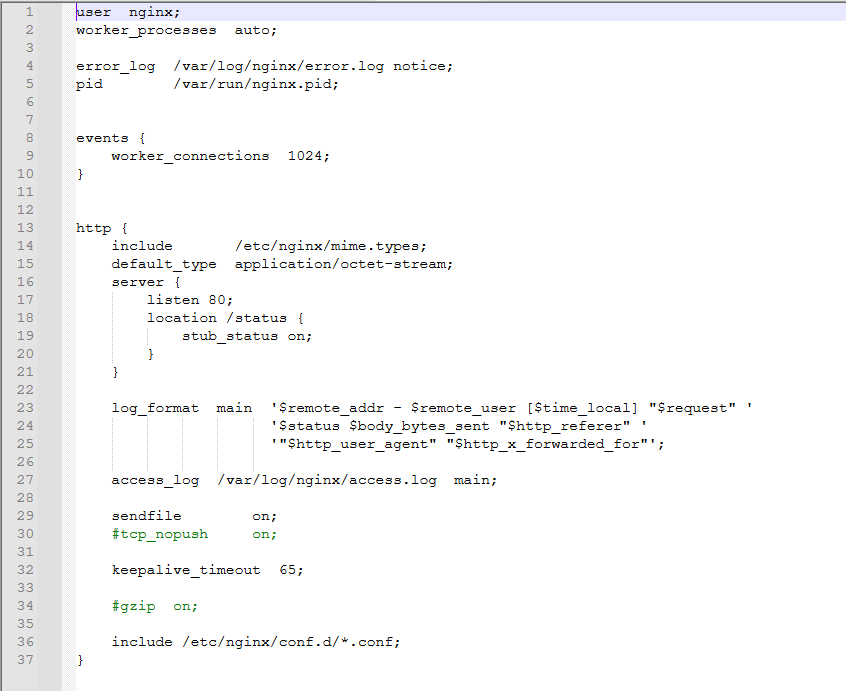 1 user  nginx;
2 worker_processes  auto;
3
4 error_log  /var/log/nginx/error.log notice;
5 pid        /var/run/nginx.pid;
6
7
8 events {
9     worker_connections  1024;
10 }
11
12
13 http {
14     include       /etc/nginx/mime.types;
15     default_type  application/octet-stream;
16     server {
17         listen 80;
18         location /status {
19             stub_status on;
20         }
21     }
22
23     log_format  main  '$remote_addr - $remote_user [$time_local] "$request" '
24                       '$status $body_bytes_sent "$http_referer" '
25                       '"$http_user_agent" "$http_x_forwarded_for"';
26
27     access_log  /var/log/nginx/access.log  main;
28
29     sendfile        on;
30     #tcp_nopush     on;
31
32     keepalive_timeout  65;
33
34     #gzip  on;
35
36     include /etc/nginx/conf.d/*.conf;
37 }